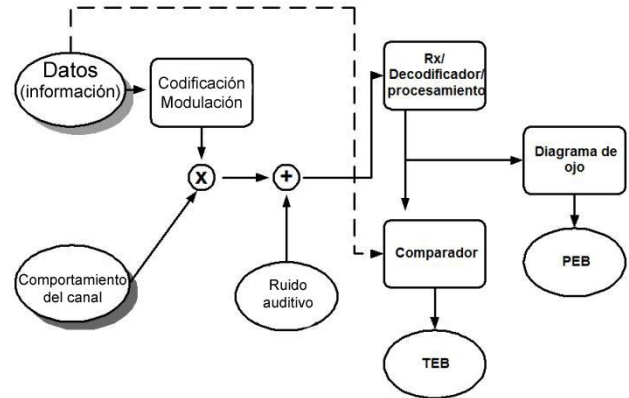 Datos
(información)
Codificación
Modulación
X
+
Comportamiento
del canal
Ruido
auditivo
Rx/
Decodificador/
procesamiento
Comparador
TEB
Diagrama de
ojo
PEB